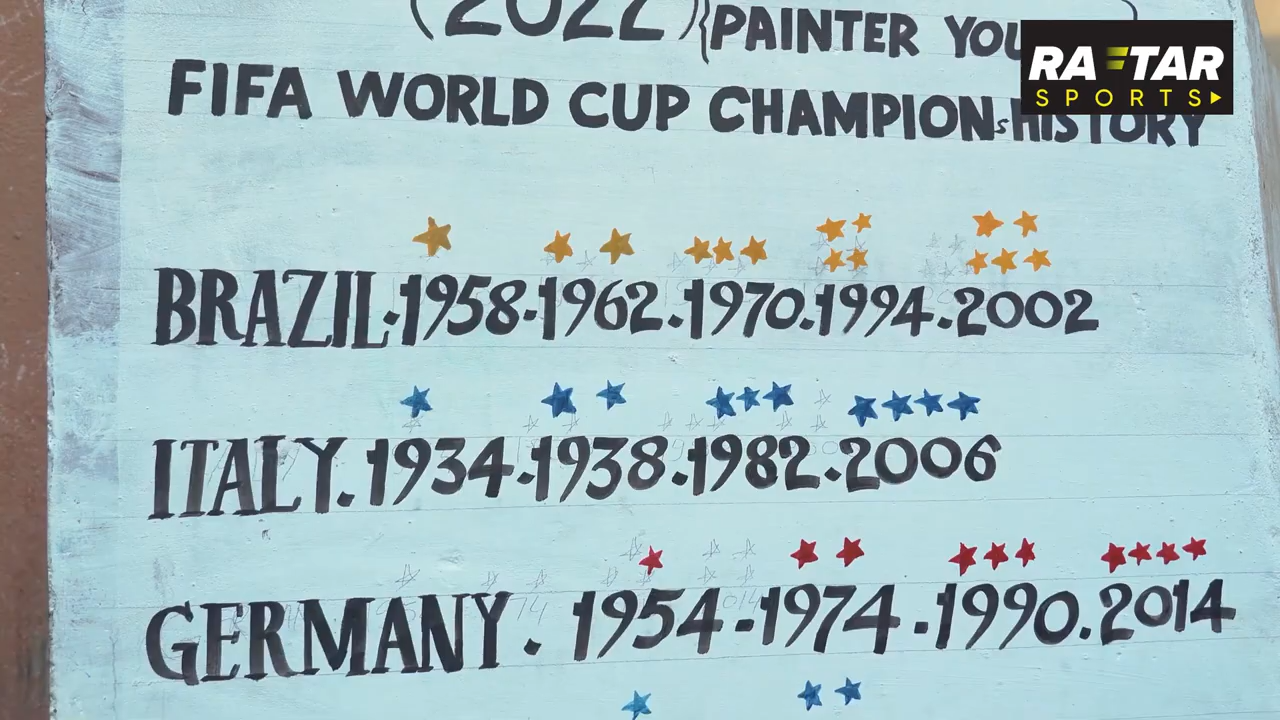 (2022) {PAINTER YOU
RAFTAR
SPORTS
FIFA WORLD CUP CHAMPIONs HISTORY
BRAZIL.1958.1962.1970.1994.2002
ITALY.1934.1938.1982.2006
GERMANY.1954.1974.1990.2014